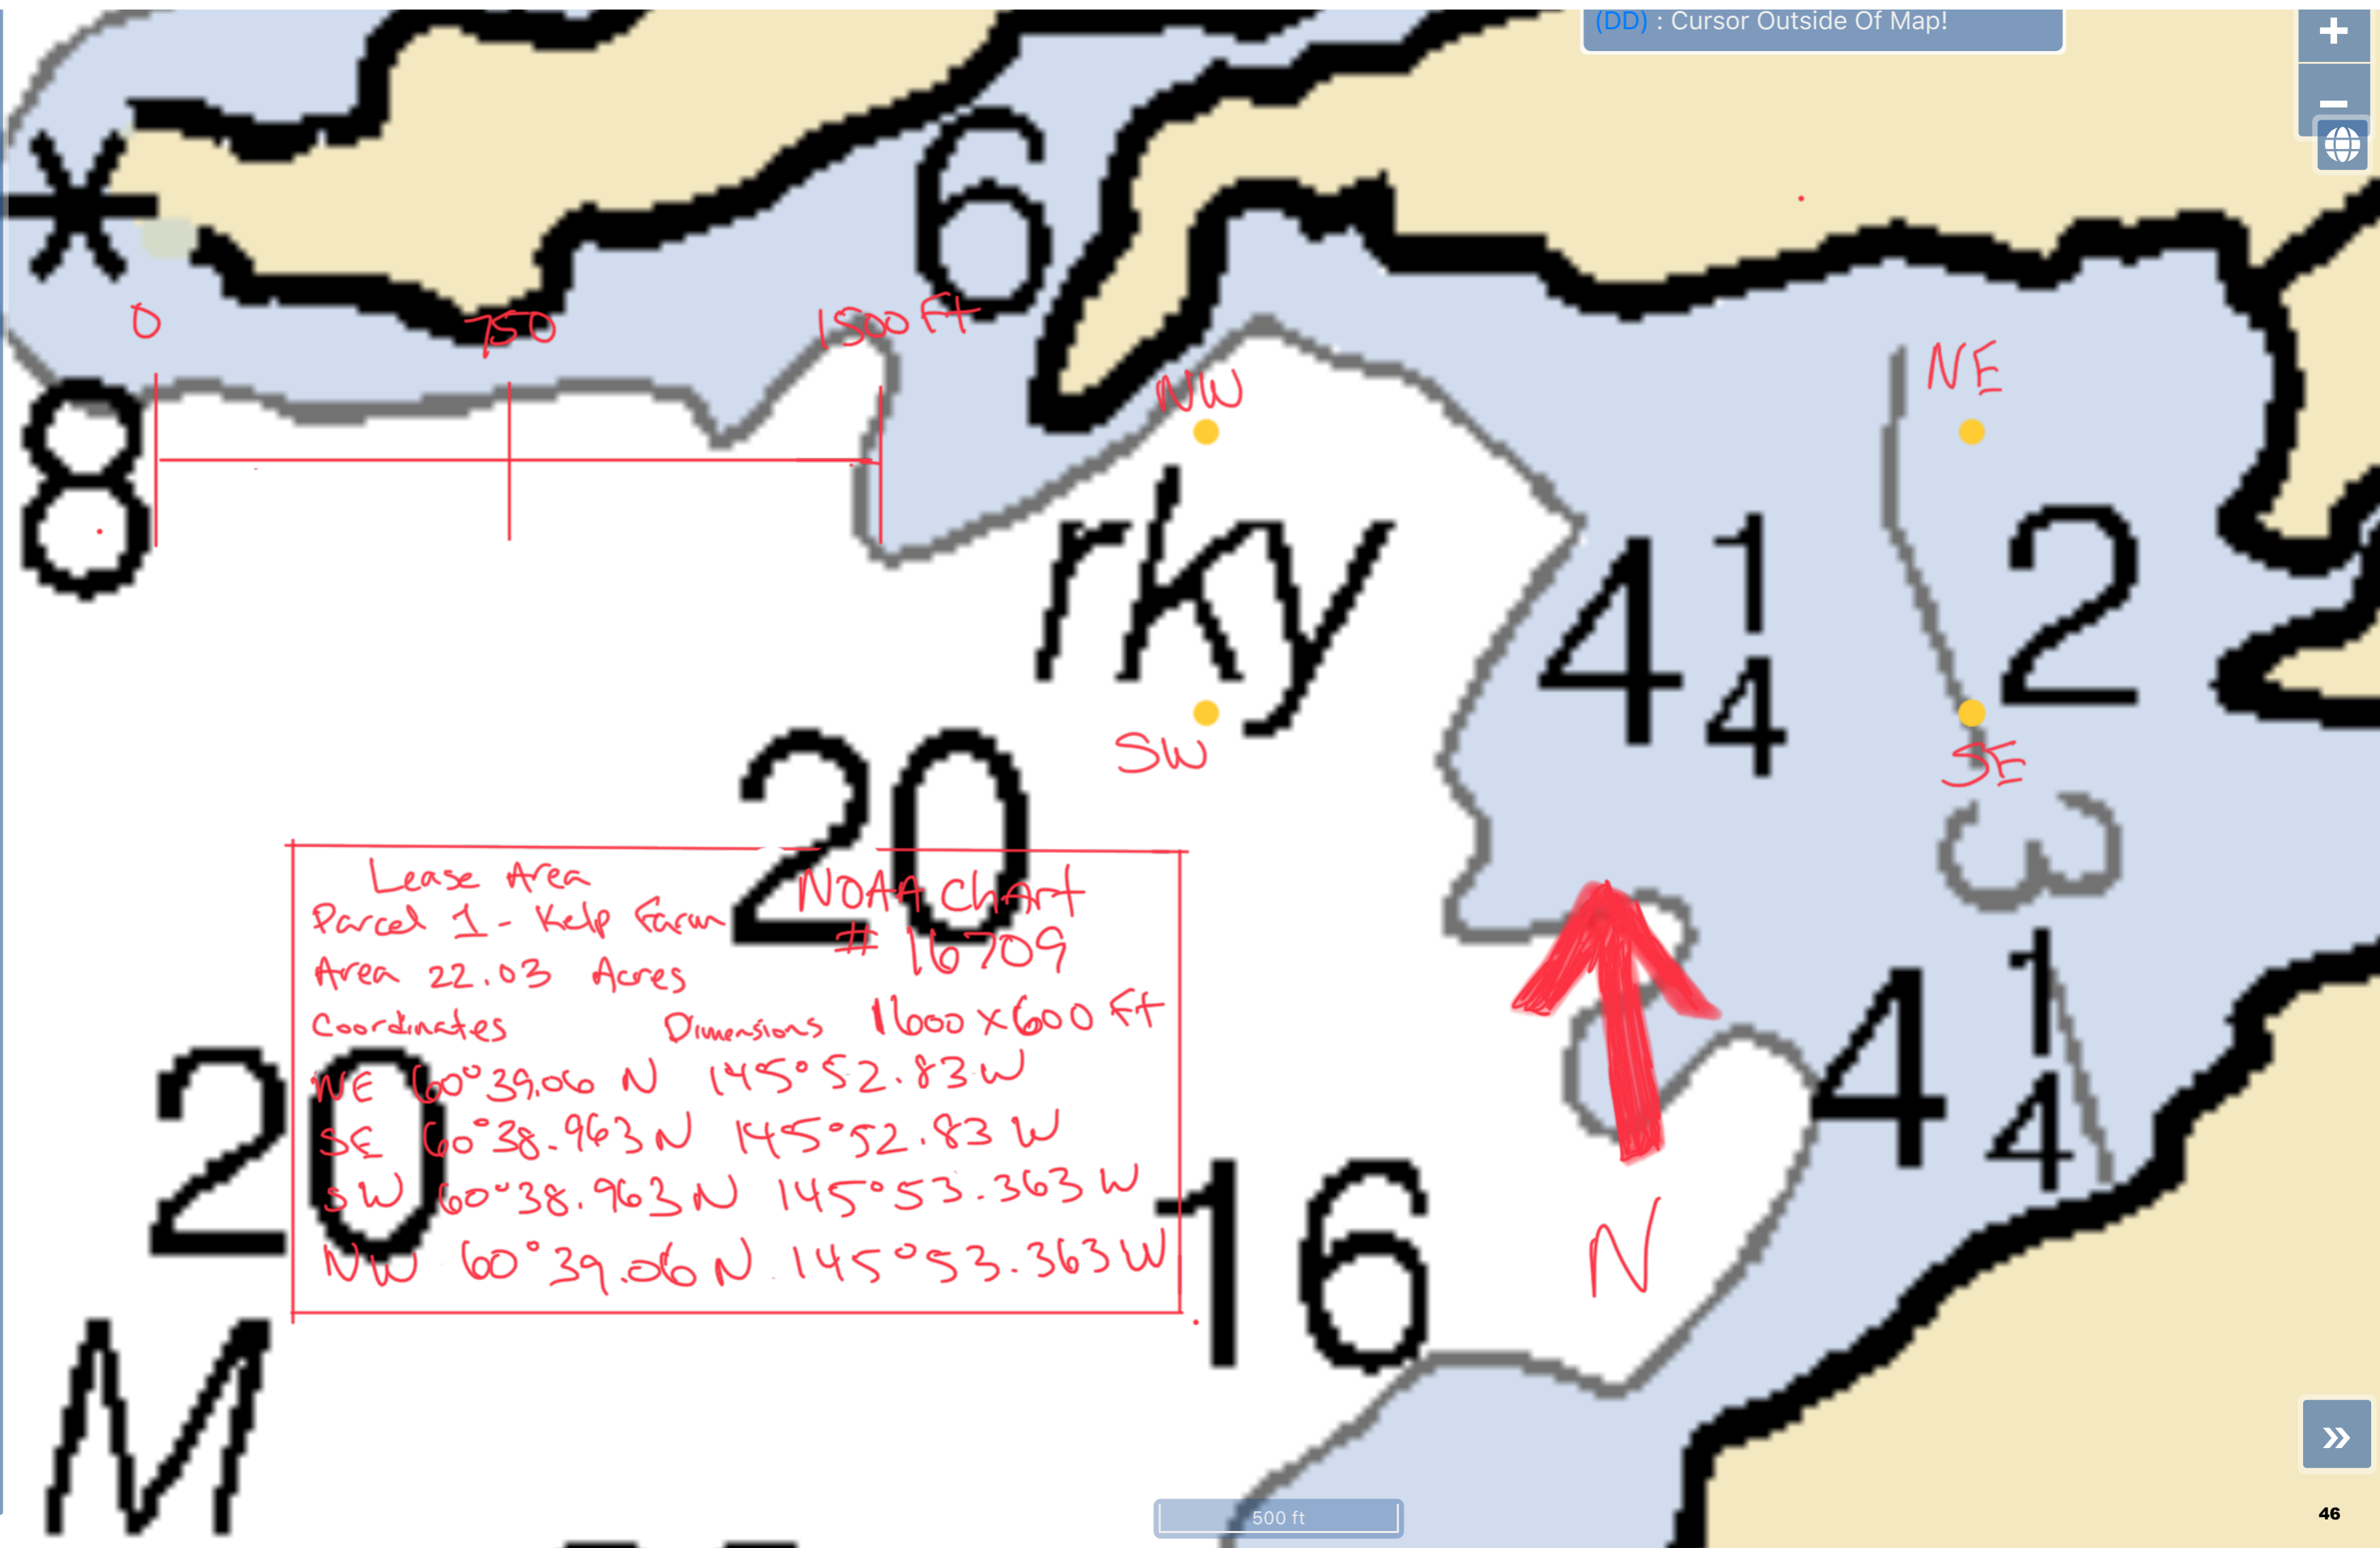 (DD) : Cursor Outside Of Map!
+
−
6
0
750
1500 Ft
NW
NE
8
rky
4 1/4
2
SW
SE
20
3
Lease Area
NOAA Chart
Parcel 1 - Kelp Farm
# 16709
Area 22.03 Acres
Coordinates
Dimensions 1600 x 600 Ft
NE 60° 39.06 N 145° 52.83 W
SE 60° 38.963 N 145° 52.83 W
SW 60° 38.963 N 145° 53.363 W
NW 60° 39.06 N 145° 53.363 W
20
4 1/4
16
N
M
»
500 ft
46